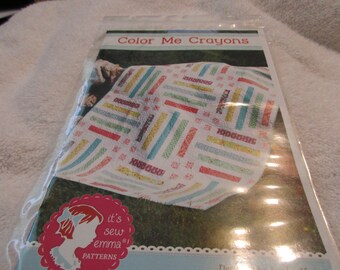 Color Me Crayons
it's
sew
emma
PATTERNS